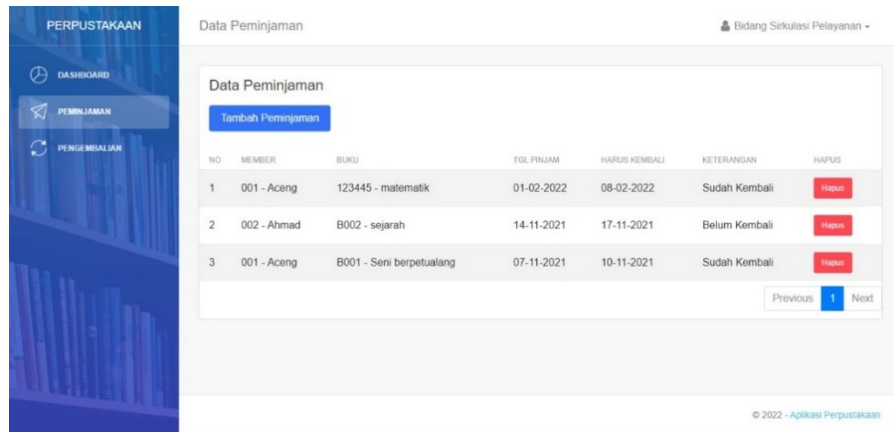 PERPUSTAKAAN
Data Peminjaman
Bidang Sirkulasi Pelayanan
DASHBOARD
PEMINJAMAN
PENGEMBALIAN
Data Peminjaman
Tambah Peminjaman
NO MEMBER BUKU TGL PINJAM HARUS KEMBALI KETERANGAN HAPUS
1 001 - Aceng 123445 - matematik 01-02-2022 08-02-2022 Sudah Kembali Hapus
2 002 - Ahmad B002 - sejarah 14-11-2021 17-11-2021 Belum Kembali Hapus
3 001 - Aceng B001 - Seni berpetualang 07-11-2021 10-11-2021 Sudah Kembali Hapus
Previous 1 Next
© 2022 - Aplikasi Perpustakaan